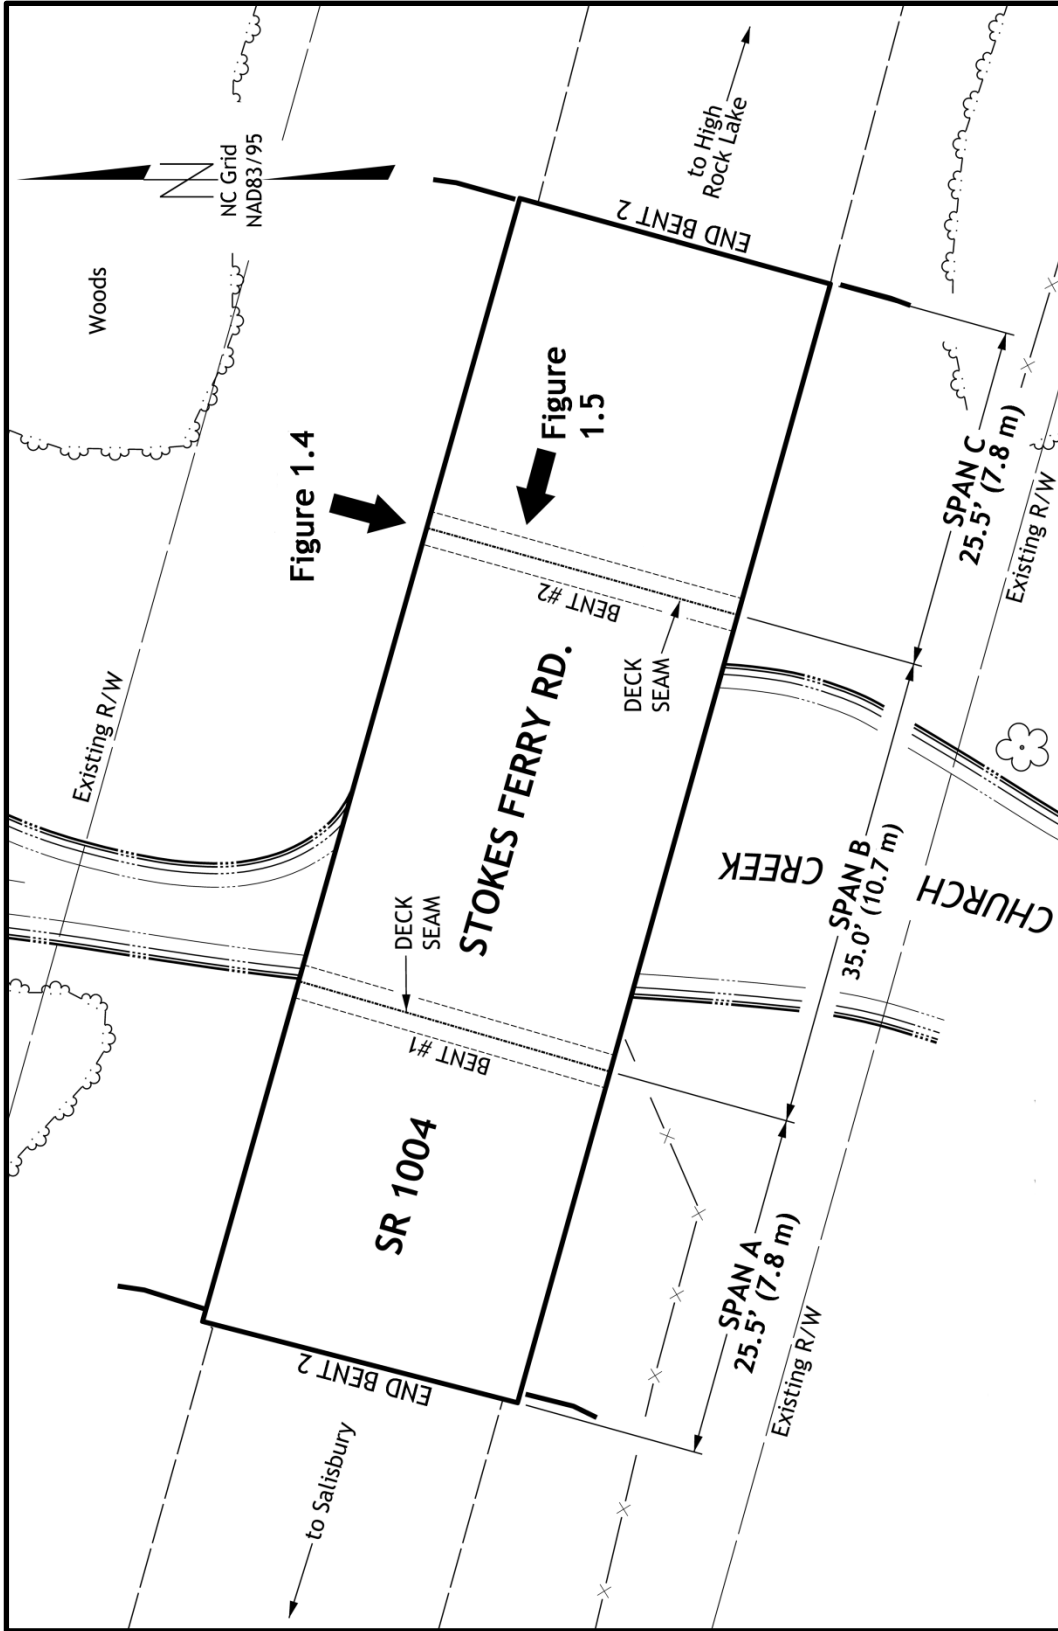 Woods
N
NC Grid
NAD83/95
to High
Rock Lake
END BENT 2
Figure 1.4
Figure
1.5
BENT #2
DECK
SEAM
Existing R/W
STOKES FERRY RD.
DECK
SEAM
BENT #1
SR 1004
END BENT 2
to Salisbury
CHURCH
CREEK
SPAN A
25.5' (7.8 m)
SPAN B
35.0' (10.7 m)
SPAN C
25.5' (7.8 m)
Existing R/W
Existing R/W